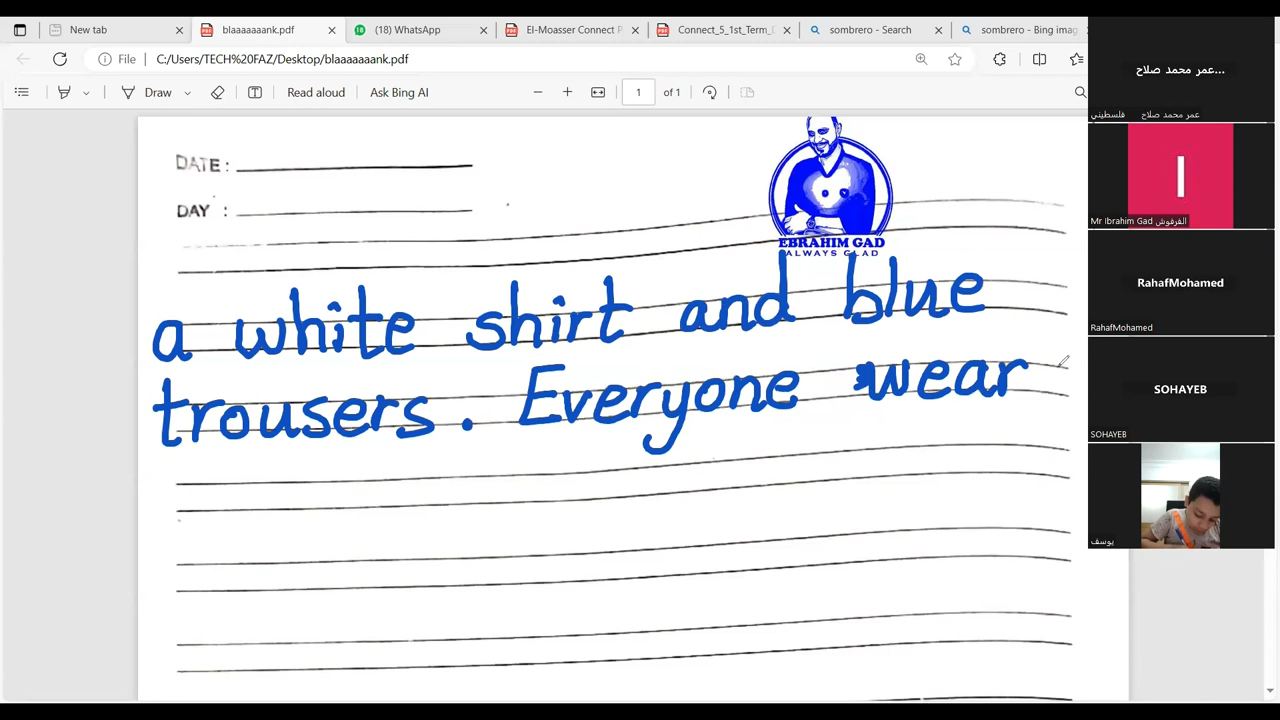 New tab
blaaaaaank.pdf
(18) WhatsApp
El-Moasser Connect P
Connect_5_1st_Term_
sombrero - Search
sombrero - Bing imag
File
C:/Users/TECH%20FAZ/Desktop/blaaaaaank.pdf
Draw
Read aloud
Ask Bing AI
1
of 1
DATE :
DAY :
EBRAHIM GAD
ALWAYS GLAD
a white shirt and blue
trousers. Everyone wear
عمر محمد صلاح...
عمر محمد صلاح فلسطيني
Mr Ibrahim Gad القرفوش
RahafMohamed
RahafMohamed
SOHAYEB
SOHAYEB
يوسف